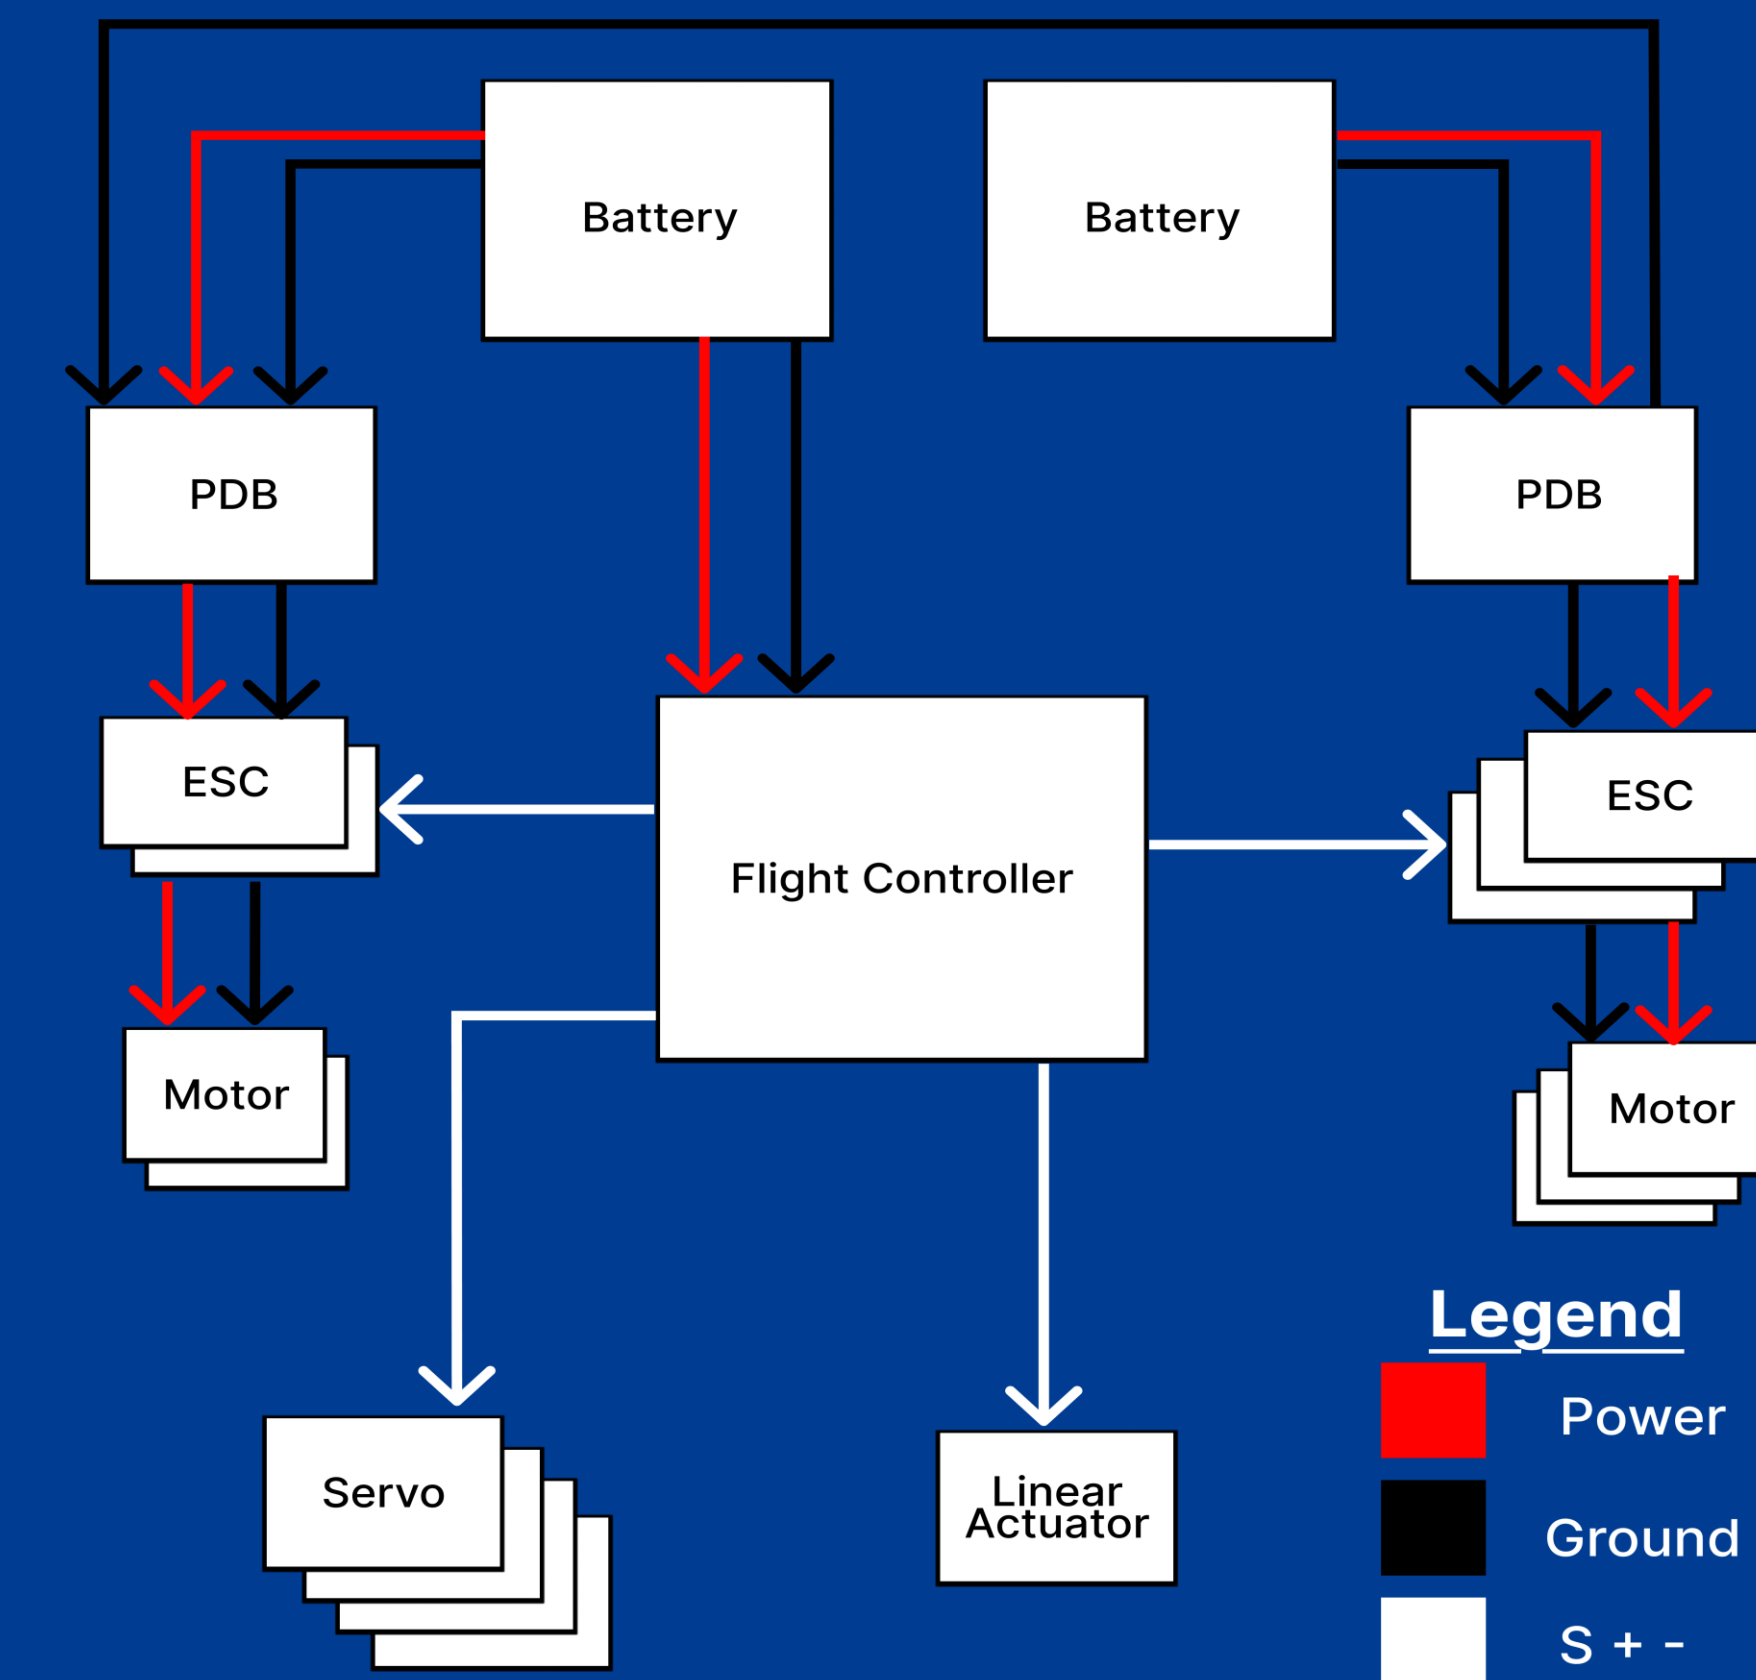 Battery
Battery
PDB
PDB
ESC
ESC
Flight Controller
Motor
Motor
Legend
Power
Servo
Linear
Actuator
Ground
S + -